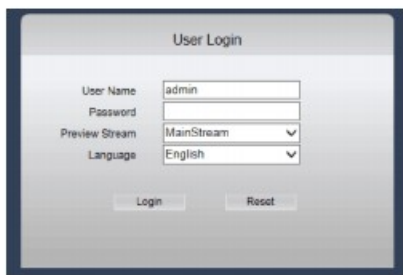 User Login
User Name admin
Password
Preview Stream MainStream
Language English
Login Reset